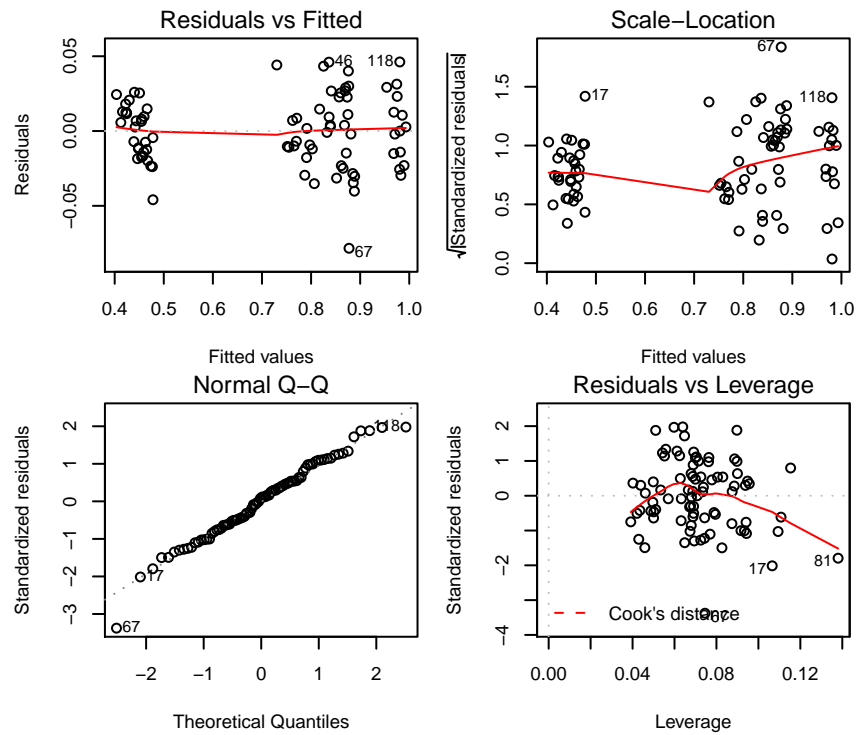 Residuals vs Fitted
0.05
0.00
−0.05
Residuals
46
118
67
0.4 0.5 0.6 0.7 0.8 0.9 1.0
Fitted values
Scale−Location
1.5
1.0
0.5
0.0
√|Standardized residuals|
67
17
118
0.4 0.5 0.6 0.7 0.8 0.9 1.0
Fitted values
Normal Q−Q
2
1
0
−1
−2
−3
Standardized residuals
118
17
67
−2 −1 0 1 2
Theoretical Quantiles
Residuals vs Leverage
2
1
0
−2
−4
Standardized residuals
17
81
67
Cook's distance
0.00 0.04 0.08 0.12
Leverage